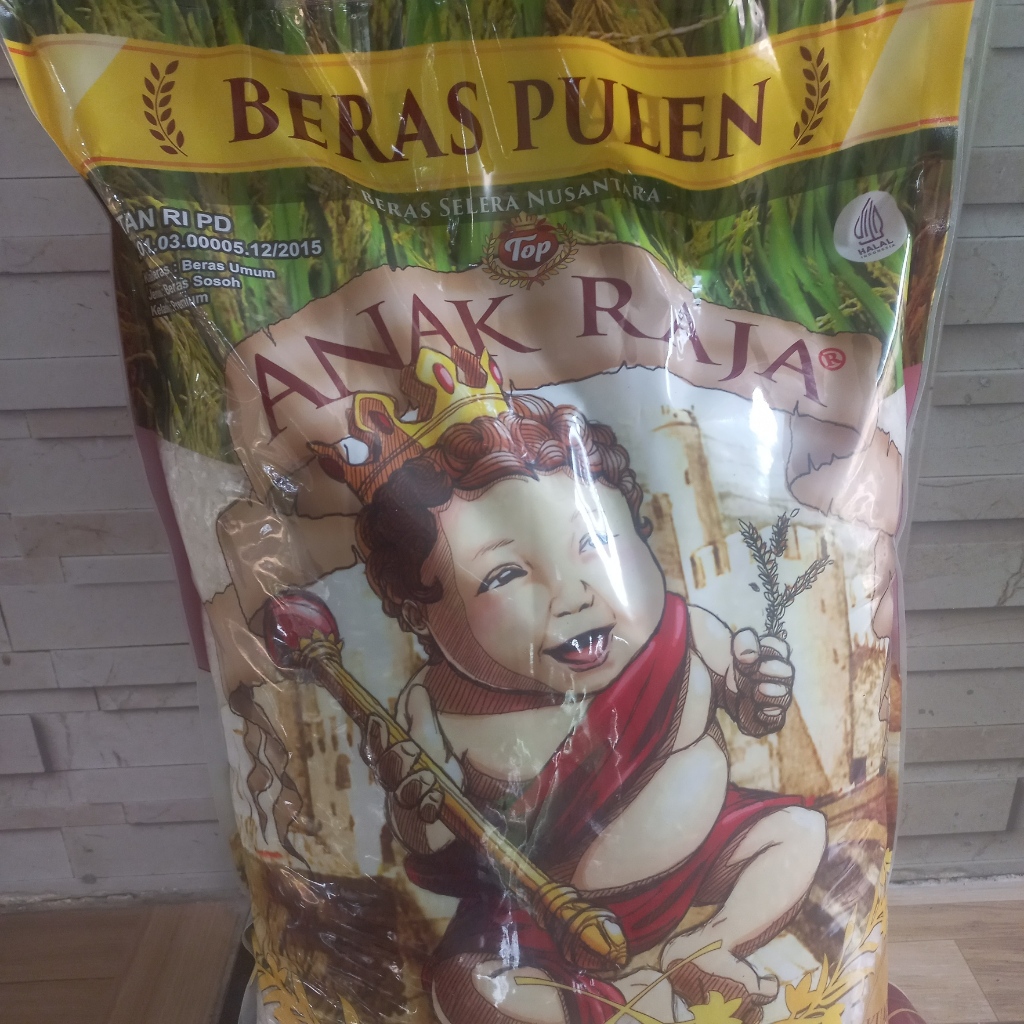 BERAS PULEN
BERAS SELERA NUSANTARA
TAN RI PD
01.03.00005.12/2015
Beras Umum
Beras Sosoh
HALAL
INDONESIA
Top
ANAK RAJA®